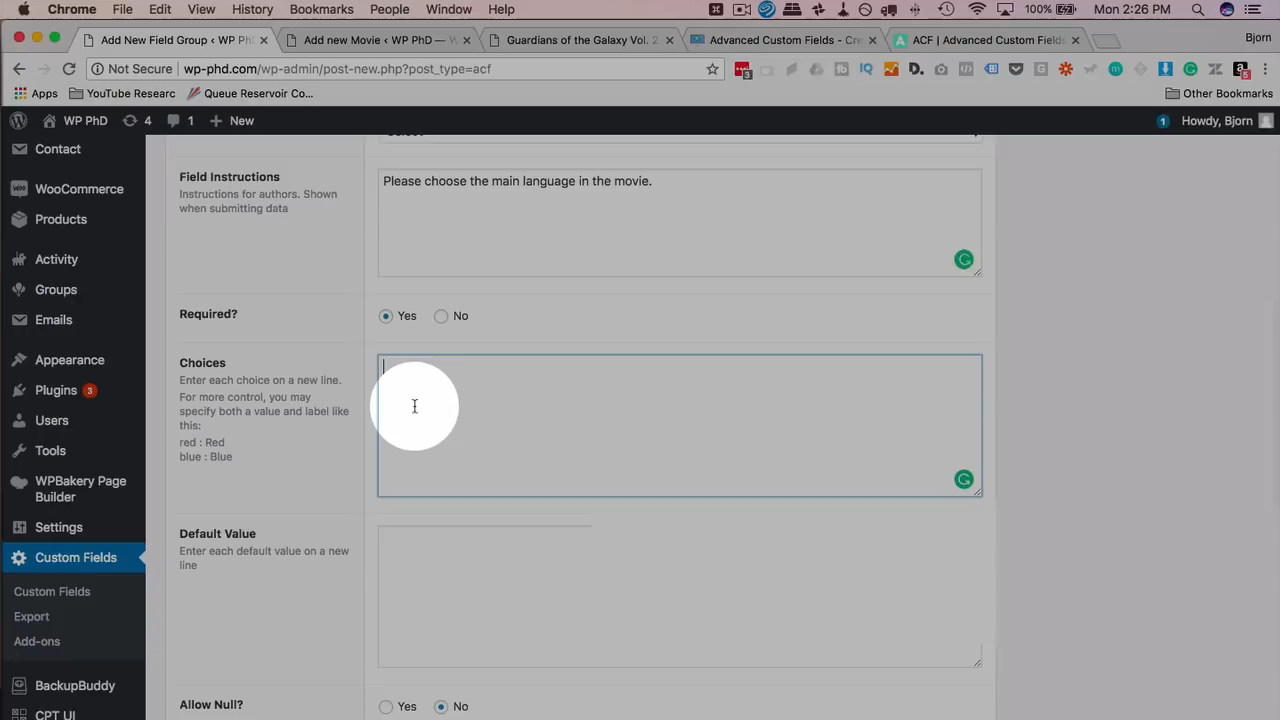 Chrome File Edit View History Bookmarks People Window Help 100% Mon 2:26 PM
Add New Field Group ‹ WP PhD Add new Movie ‹ WP PhD — W Guardians of the Galaxy Vol. 2 Advanced Custom Fields - Cre ACF | Advanced Custom Fields Bjorn
Not Secure wp-phd.com/wp-admin/post-new.php?post_type=acf
Apps YouTube Researc Queue Reservoir Co... Other Bookmarks
WP PhD 4 1 New 1 Howdy, Bjorn
Contact
WooCommerce
Products
Activity
Groups
Emails
Appearance
Plugins 3
Users
Tools
WPBakery Page
Builder
Settings
Custom Fields
Custom Fields
Export
Add-ons
BackupBuddy
CPT UI
Field Instructions
Instructions for authors. Shown
when submitting data
Please choose the main language in the movie.
Required?
Yes No
Choices
Enter each choice on a new line.
For more control, you may
specify both a value and label like
this:
red : Red
blue : Blue
Default Value
Enter each default value on a new
line
Allow Null?
Yes No